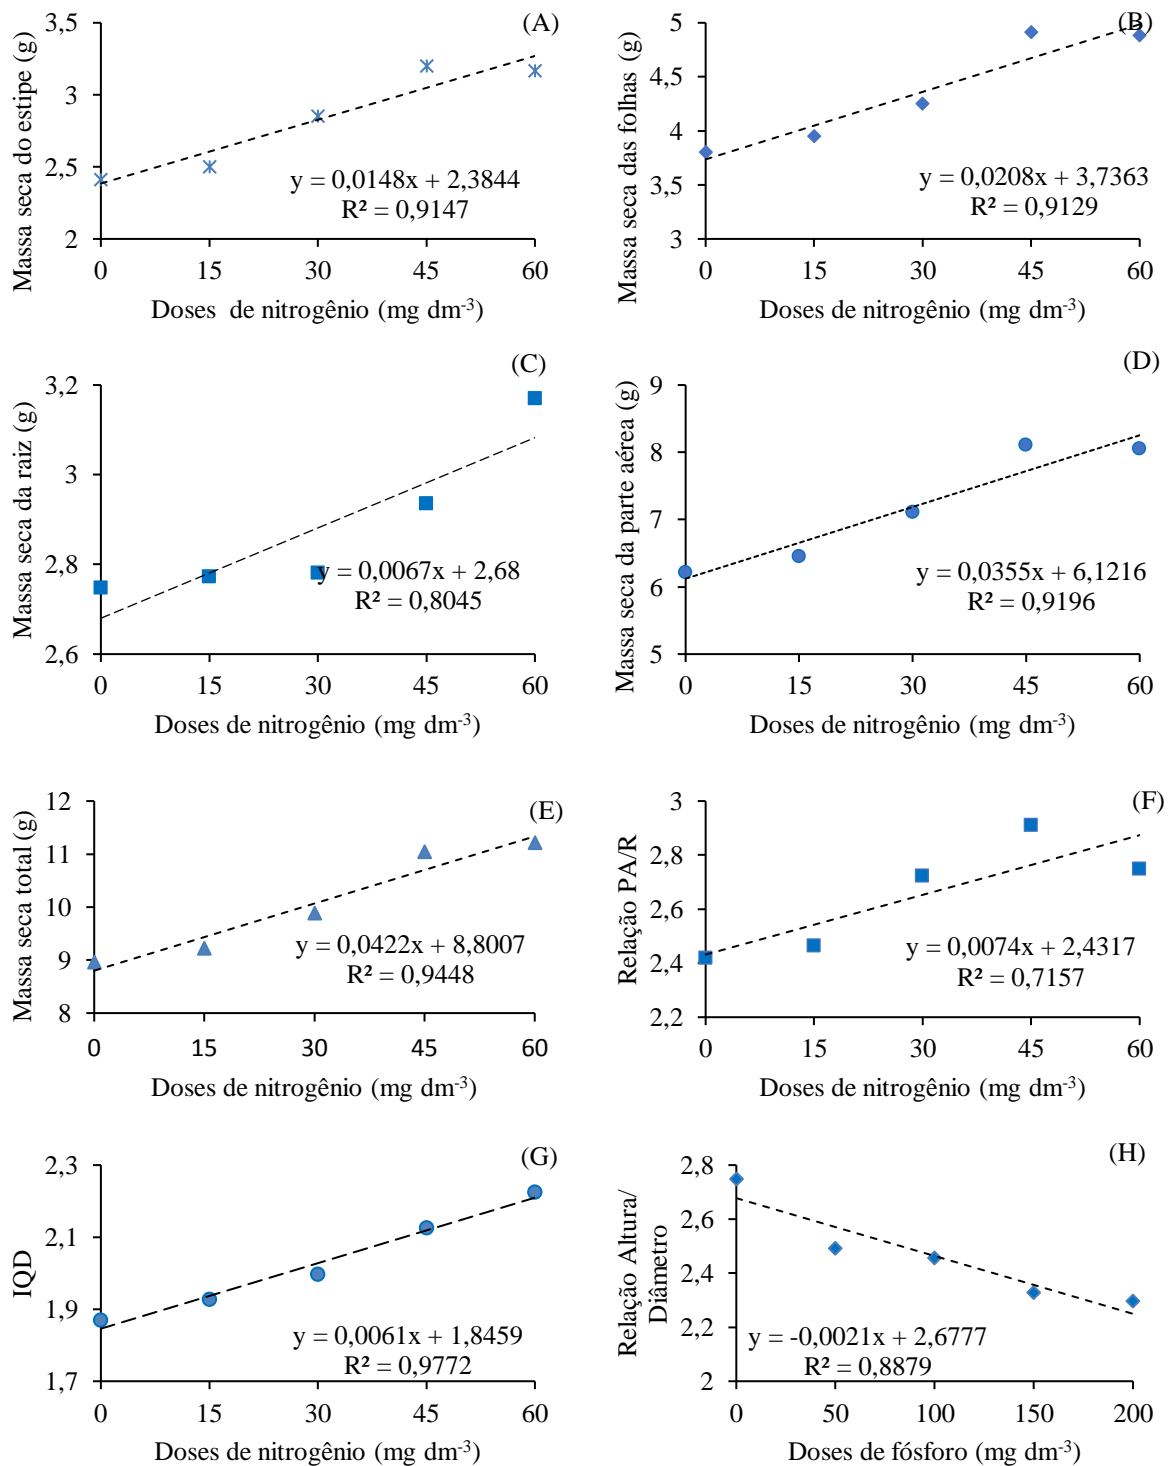 (A)
Massa seca do estipe (g)
3,5
3
2,5
2
y = 0,0148x + 2,3844
R² = 0,9147
0 15 30 45 60
Doses de nitrogênio (mg dm-3)
(B)
Massa seca das folhas (g)
5
4,5
4
3,5
3
y = 0,0208x + 3,7363
R² = 0,9129
0 15 30 45 60
Doses de nitrogênio (mg dm-3)
(C)
Massa seca da raiz (g)
3,2
3
2,8
2,6
y = 0,0067x + 2,68
R² = 0,8045
0 15 30 45 60
Doses de nitrogênio (mg dm-3)
(D)
Massa seca da parte aérea (g)
9
8
7
6
5
y = 0,0355x + 6,1216
R² = 0,9196
0 15 30 45 60
Doses de nitrogênio (mg dm-3)
(E)
Massa seca total (g)
12
11
10
9
8
y = 0,0422x + 8,8007
R² = 0,9448
0 15 30 45 60
Doses de nitrogênio (mg dm-3)
(F)
Relação PA/R
3
2,8
2,6
2,4
2,2
y = 0,0074x + 2,4317
R² = 0,7157
0 15 30 45 60
Doses de nitrogênio (mg dm-3)
(G)
IQD
2,3
2,1
1,9
1,7
y = 0,0061x + 1,8459
R² = 0,9772
0 15 30 45 60
Doses de nitrogênio (mg dm-3)
(H)
Relação Altura/
Diâmetro
2,8
2,6
2,4
2,2
2
y = -0,0021x + 2,6777
R² = 0,8879
0 50 100 150 200
Doses de fósforo (mg dm-3)